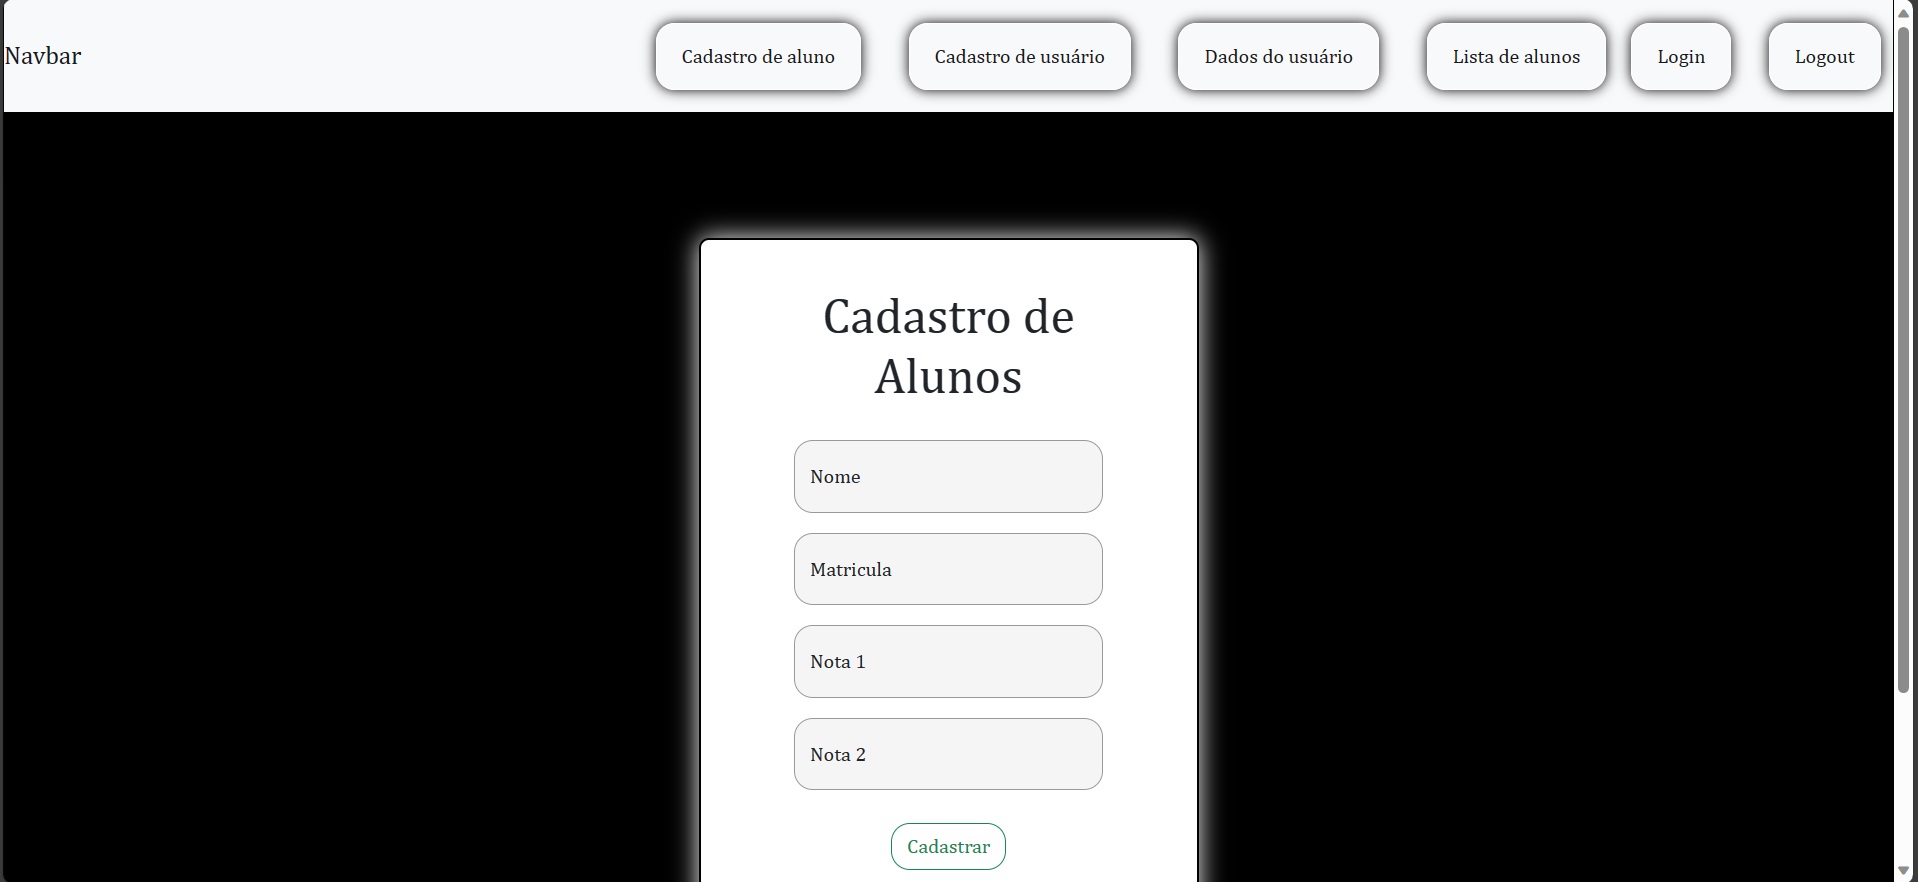 Navbar
Cadastro de aluno
Cadastro de usuário
Dados do usuário
Lista de alunos
Login
Logout
Cadastro de
Alunos
Nome
Matricula
Nota 1
Nota 2
Cadastrar